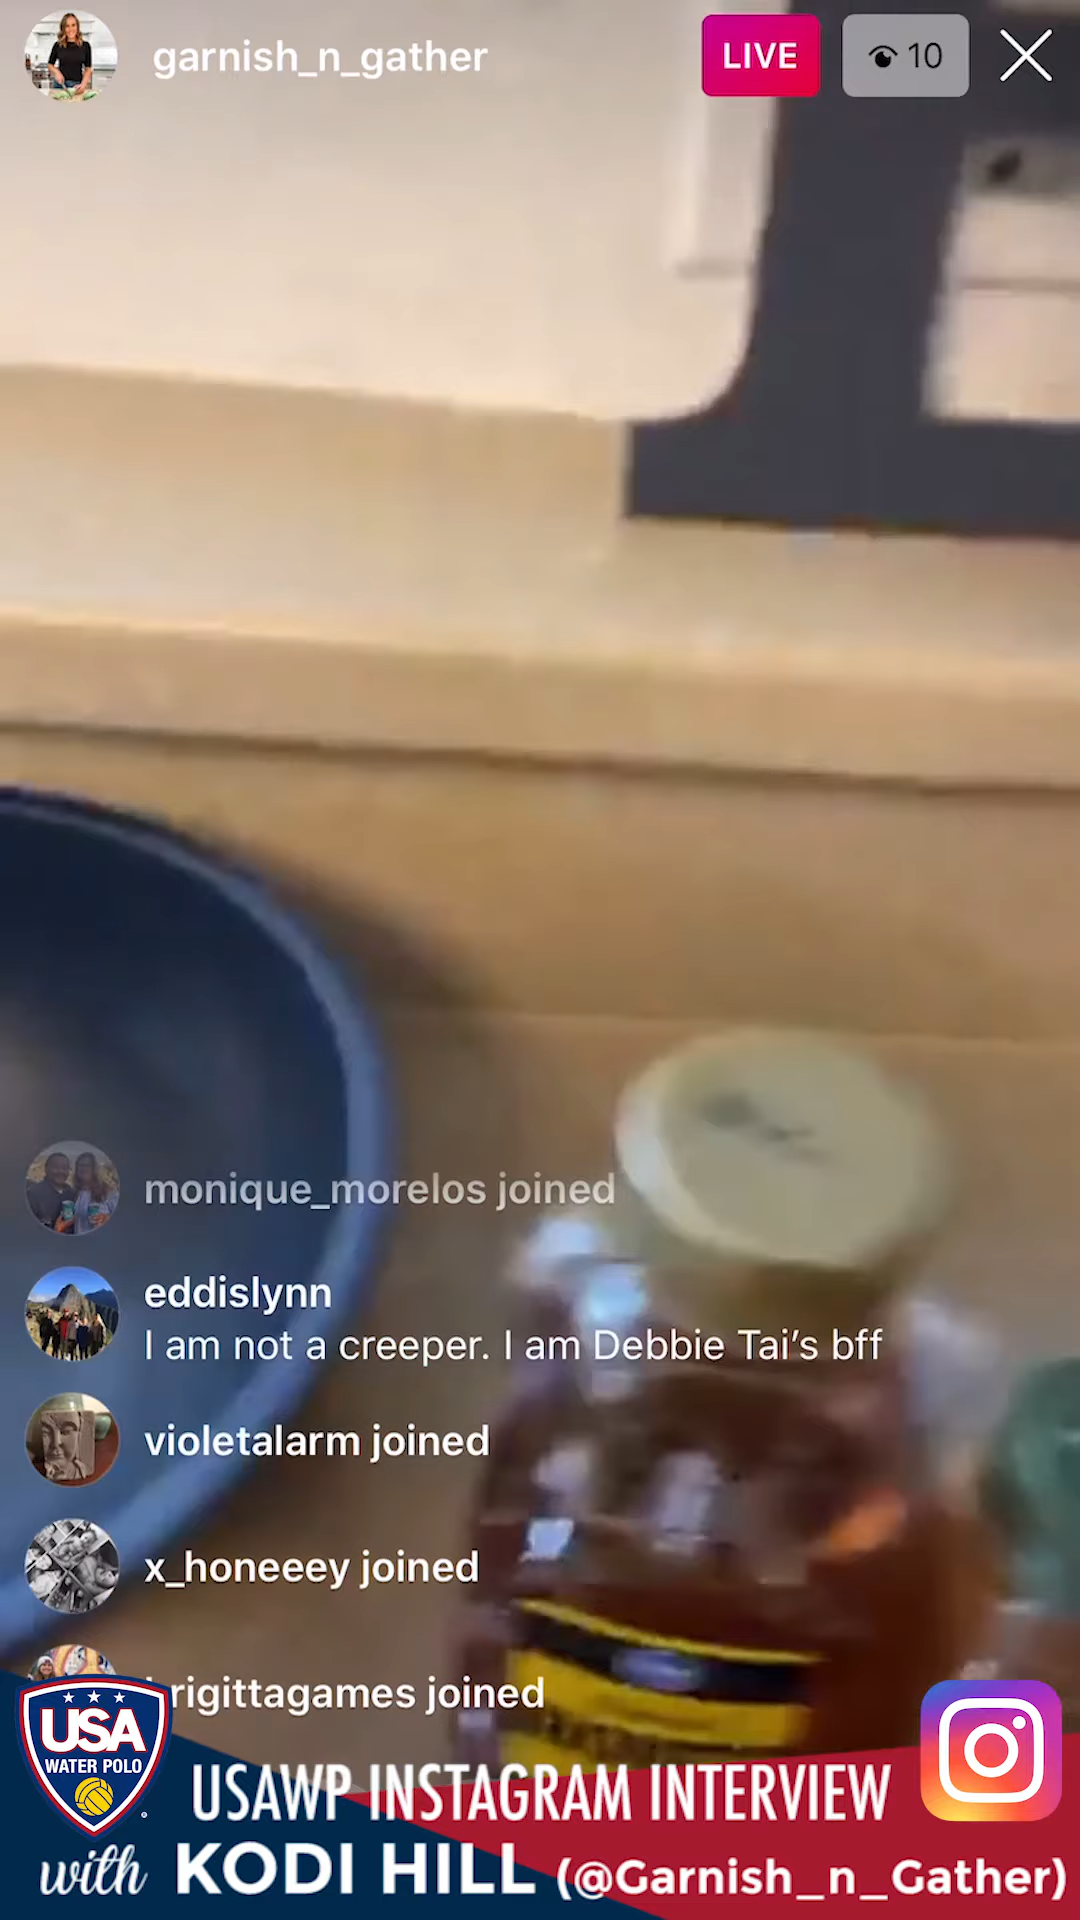 garnish_n_gather
LIVE
10
monique_morelos joined
eddislynn
I am not a creeper. I am Debbie Tai's bff
violetalarm joined
x_honeeey joined
rigittagames joined
USA
WATER POLO
USAWP INSTAGRAM INTERVIEW
with KODI HILL (@Garnish_n_Gather)